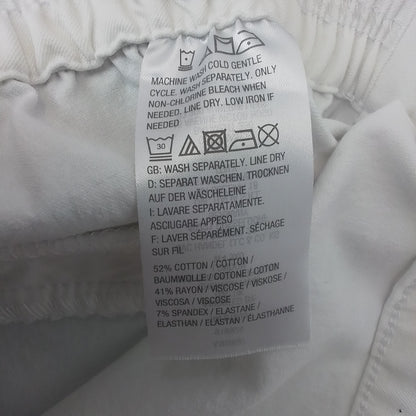 MACHINE WASH COLD GENTLE
CYCLE. WASH SEPARATELY. ONLY
NON-CHLORINE BLEACH WHEN
NEEDED. LINE DRY. LOW IRON IF
30
GB: WASH SEPARATELY. LINE DRY
D: SEPARAT WASCHEN. TROCKNEN
AUF DER WÄSCHELEINE
I: LAVARE SEPARATAMENTE.
ASCIUGARE APPESO
F: LAVER SÉPARÉMENT. SÉCHAGE
SUR FIL
52% COTTON / COTTON /
BAUMWOLLE / COTONE / COTON
41% RAYON / VISCOSE / VISKOSE /
VISCOSA / VISCOSE
7% SPANDEX / ELASTANE /
ELASTHAN / ELASTAN / ÉLASTHANNE